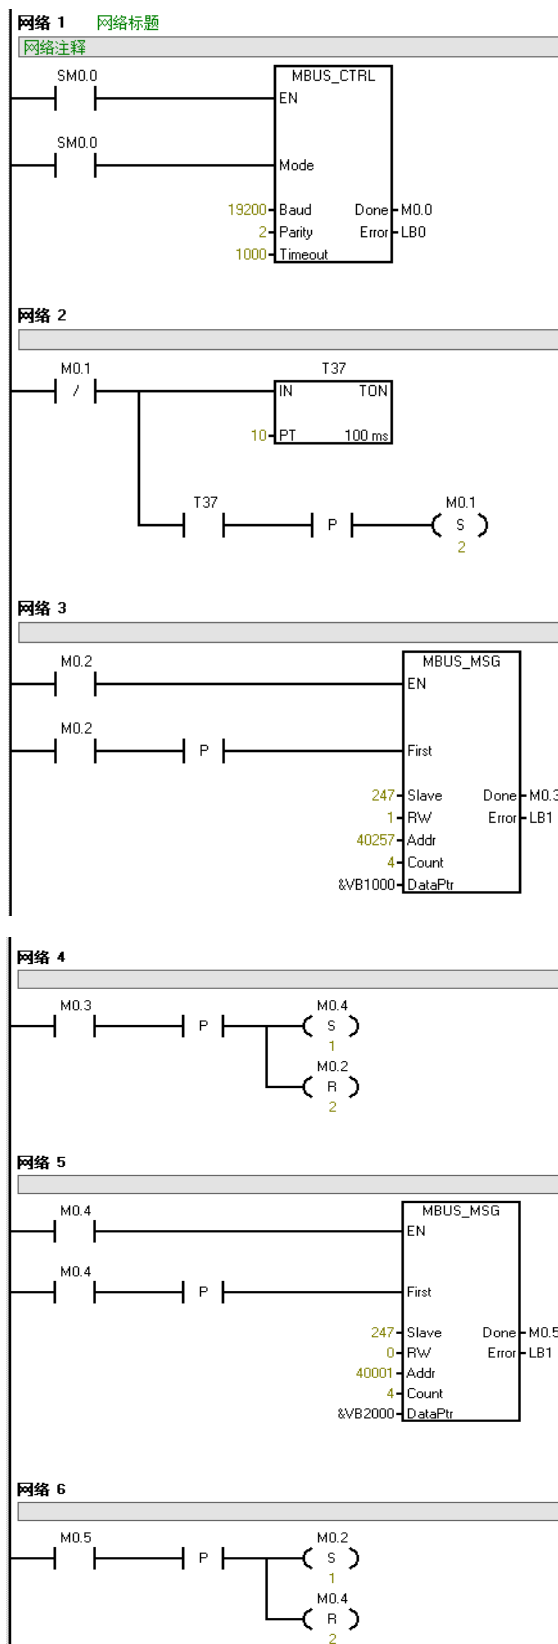 网络 1 网络标题
网络注释
SM0.0
MBUS_CTRL
EN
SM0.0
Mode
19200 Baud Done M0.0
2 Parity Error LB0
1000 Timeout
网络 2
M0.1
T37
/
IN TON
10 PT 100 ms
T37
M0.1
P
S
2
网络 3
M0.2
MBUS_MSG
EN
M0.2
P
First
247 Slave Done M0.3
1 RW Error LB1
40257 Addr
4 Count
&VB1000 DataPtr
网络 4
M0.3
M0.4
P
S
1
M0.2
R
2
网络 5
M0.4
MBUS_MSG
EN
M0.4
P
First
247 Slave Done M0.5
0 RW Error LB1
40001 Addr
4 Count
&VB2000 DataPtr
网络 6
M0.5
M0.2
P
S
1
M0.4
R
2